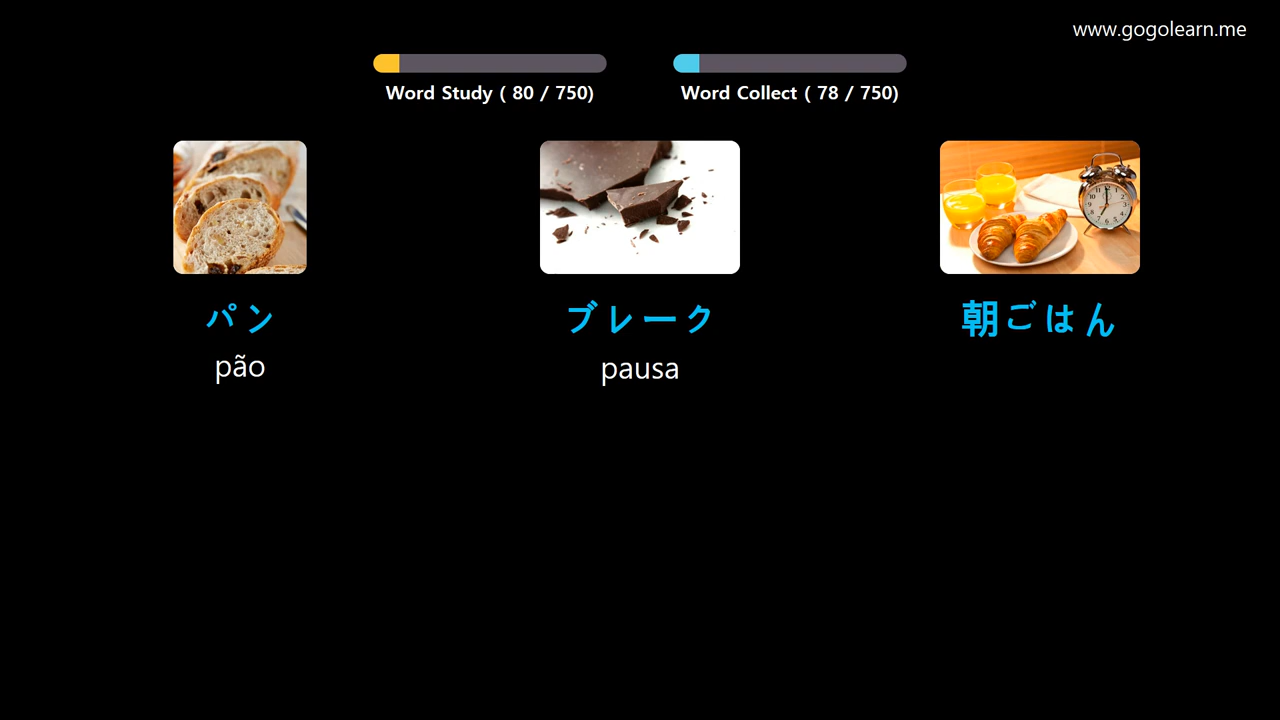 www.gogolearn.me
Word Study ( 80 / 750)
Word Collect ( 78 / 750)
パン
ブレーク
朝ごはん
pão
pausa